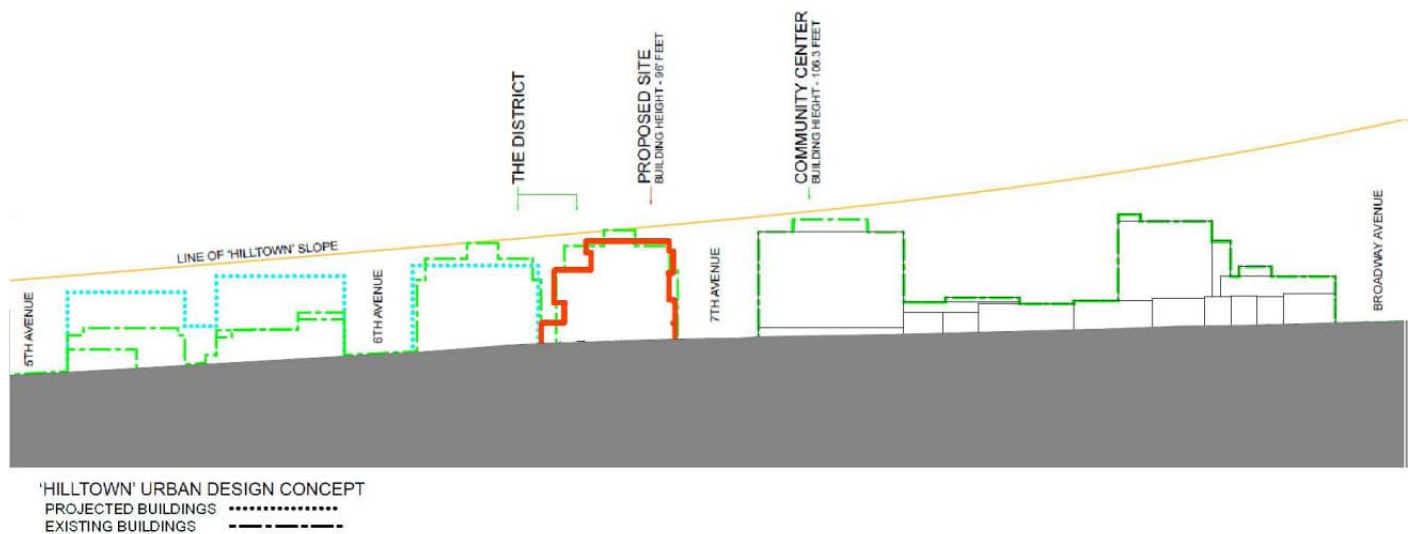 THE DISTRICT
PROPOSED SITE
BUILDING HEIGHT - 96' FEET
COMMUNITY CENTER
BUILDING HIEGHT - 106.3 FEET
LINE OF 'HILLTOWN' SLOPE
5TH AVENUE
6TH AVENUE
7TH AVENUE
BROADWAY AVENUE
'HILLTOWN' URBAN DESIGN CONCEPT
PROJECTED BUILDINGS
EXISTING BUILDINGS